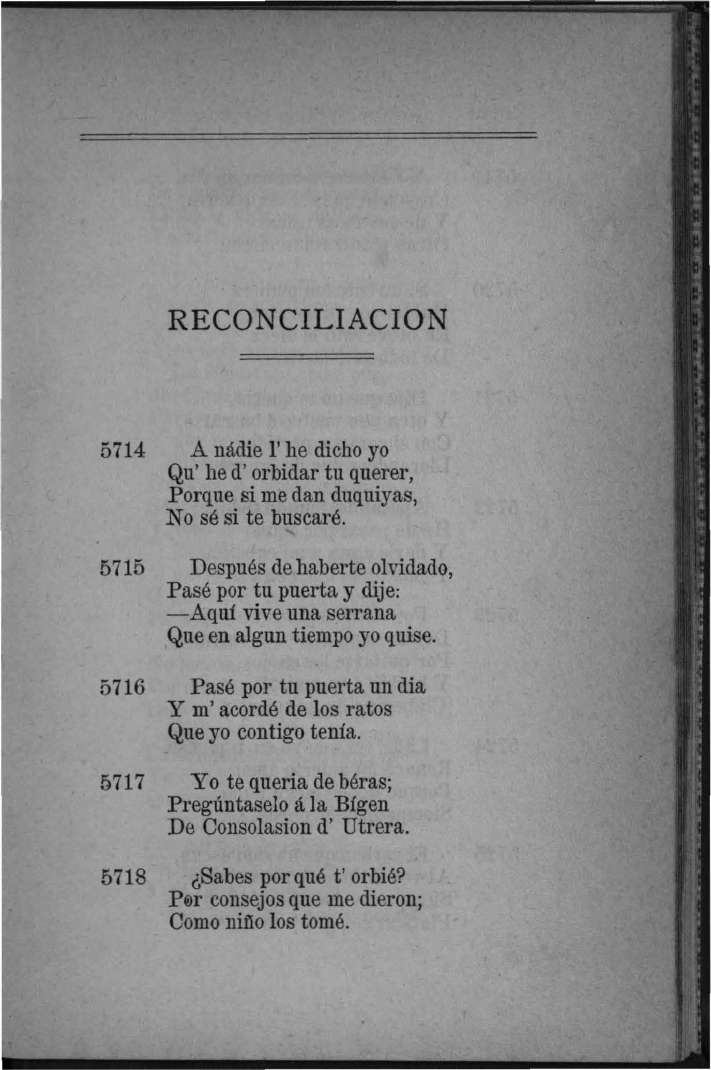 RECONCILIACION
5714 A nádie l' he dicho yo
Qu' he d' orbidar tu querer,
Porque si me dan duquiyas,
No sé si te buscaré.
5715 Después de haberte olvidado,
Pasé por tu puerta y dije:
—Aquí vive una serrana
Que en algun tiempo yo quise.
5716 Pasé por tu puerta un dia
Y m' acordé de los ratos
Que yo contigo tenía.
5717 Yo te queria de béras;
Pregúntaselo á la Bígen
De Consolasion d' Utrera.
5718 ¿Sabes por qué t' orbié?
Por consejos que me dieron;
Como niño los tomé.